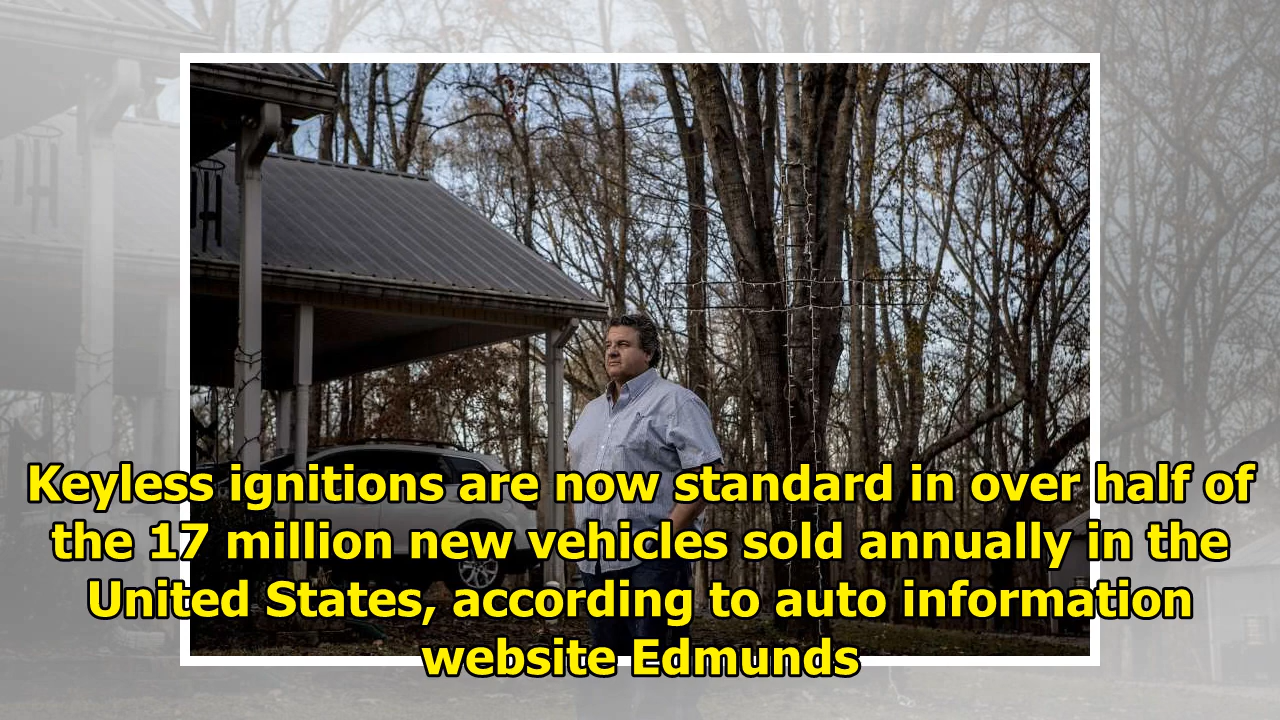 Keyless ignitions are now standard in over half of
the 17 million new vehicles sold annually in the
United States, according to auto information
website Edmunds